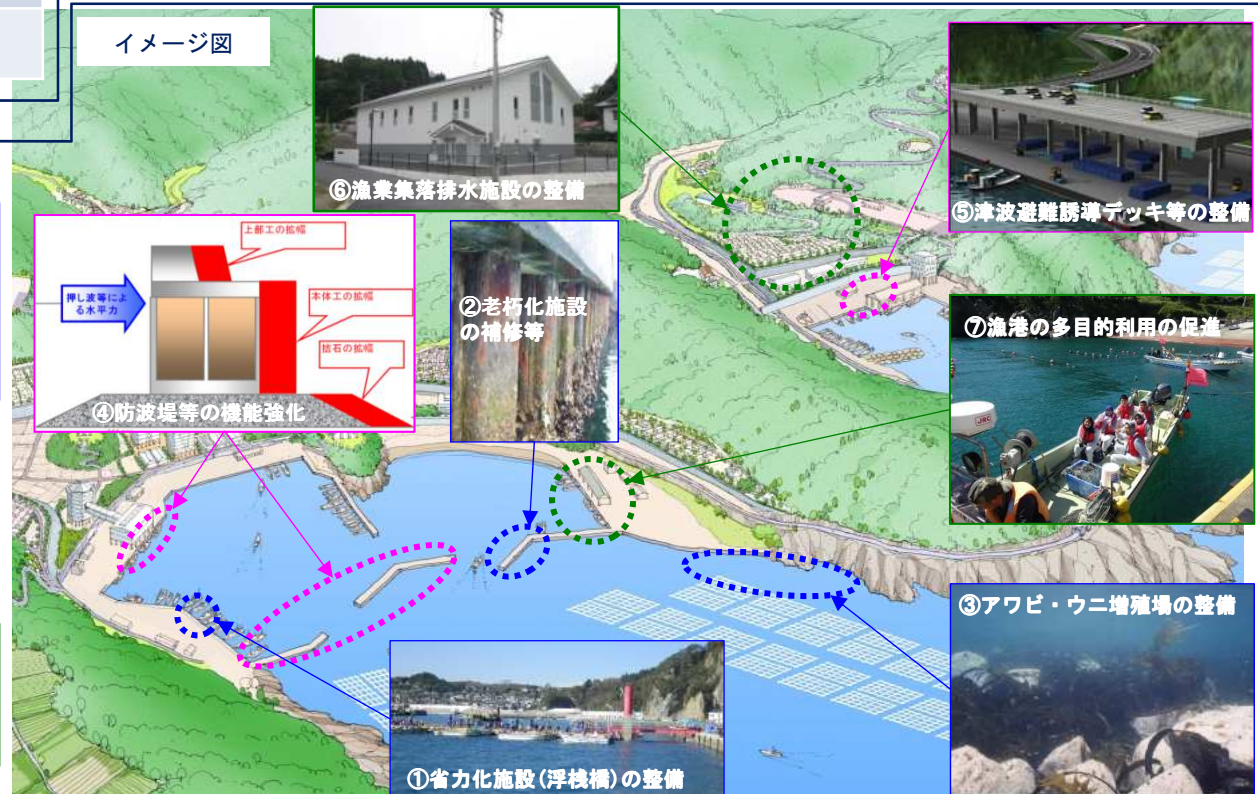 イメージ図
⑥漁業集落排水施設の整備
⑤津波避難誘導デッキ等の整備
上部工の拡幅
押し波等によ
る水平力
本体工の拡幅
捨石の拡幅
④防波堤等の機能強化
②老朽化施設
の補修等
⑦漁港の多目的利用の促進
JRC
③アワビ・ウニ増殖場の整備
①省力化施設(浮桟橋)の整備